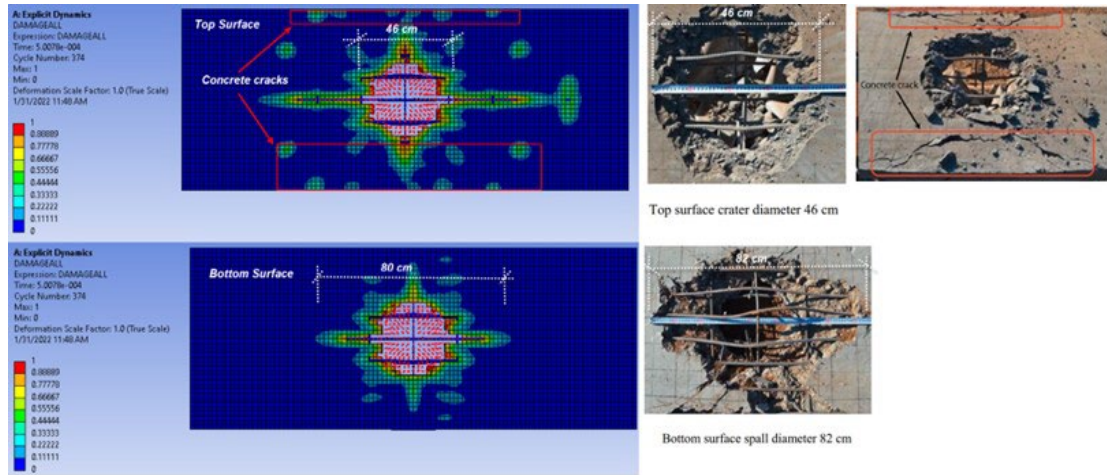 A: Explicit Dynamics
DAMAGEALL
Expression: DAMAGEALL
Time: 5.0078e-004
Cycle Number: 374
Max: 1
Min: 0
Deformation Scale Factor: 1.0 (True Scale)
1/31/2022 11:48 AM
1
0.88889
0.77778
0.66667
0.55556
0.44444
0.33333
0.22222
0.11111
0
Top Surface
46 cm
Concrete cracks
46 cm
Concrete crack
Top surface crater diameter 46 cm
A: Explicit Dynamics
DAMAGEALL
Expression: DAMAGEALL
Time: 5.0078e-004
Cycle Number: 374
Max: 1
Min: 0
Deformation Scale Factor: 1.0 (True Scale)
1/31/2022 11:48 AM
1
0.88889
0.77778
0.66667
0.55556
0.44444
0.33333
0.22222
0.11111
0
Bottom Surface
80 cm
82 cm
Bottom surface spall diameter 82 cm